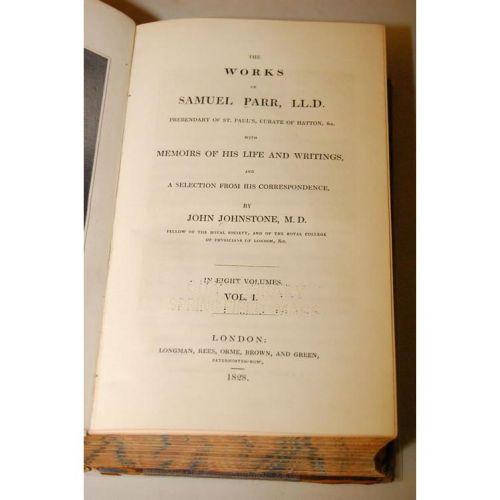 THE
WORKS
OF
SAMUEL PARR, LL.D.
PREBENDARY OF ST. PAUL'S, CURATE OF HATTON, &c.
WITH
MEMOIRS OF HIS LIFE AND WRITINGS,
AND
A SELECTION FROM HIS CORRESPONDENCE.
BY
JOHN JOHNSTONE, M.D.
FELLOW OF THE ROYAL SOCIETY, AND OF THE ROYAL COLLEGE
OF PHYSICIANS OF LONDON, &c.
IN EIGHT VOLUMES.
VOL. I.
LONDON:
LONGMAN, REES, ORME, BROWN, AND GREEN,
PATERNOSTER-ROW,
1828.